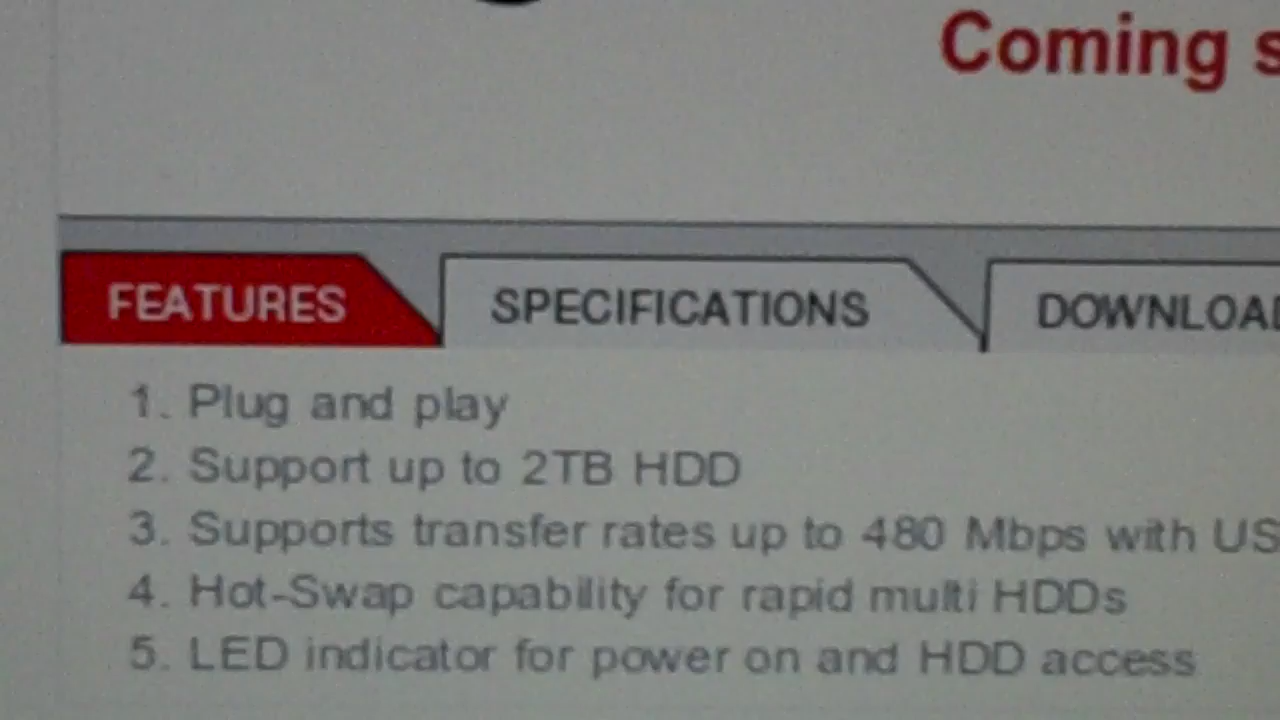 Coming s
FEATURES SPECIFICATIONS DOWNLOA
1. Plug and play
2. Support up to 2TB HDD
3. Supports transfer rates up to 480 Mbps with US
4. Hot-Swap capability for rapid multi HDDs
5. LED indicator for power on and HDD access